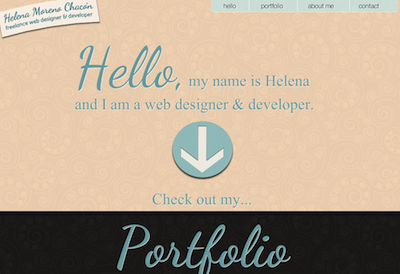 Helena Moreno Chacón
freelance web designer & developer
hello portfolio about me contact
Hello, my name is Helena
and I am a web designer & developer.
Check out my...
Portfolio